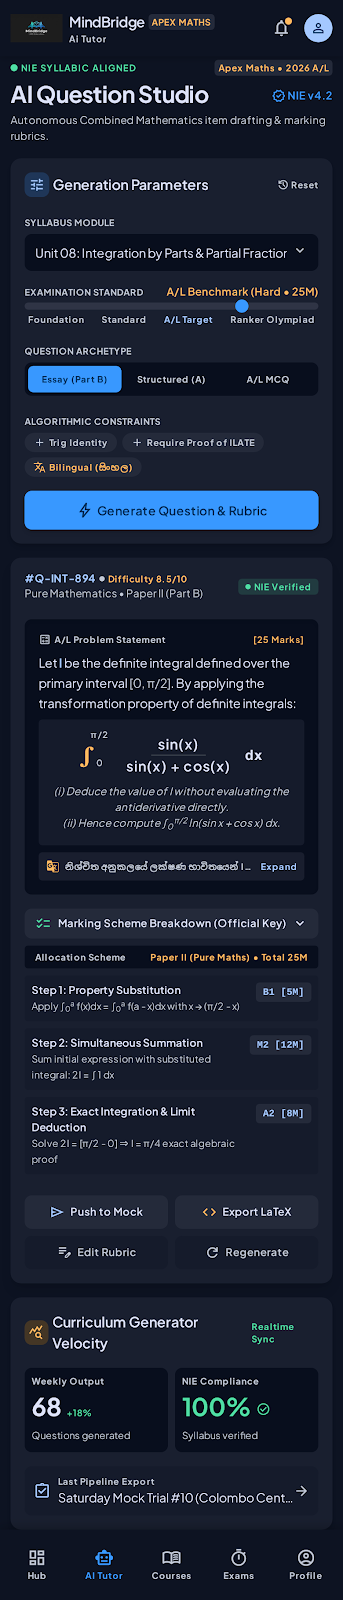 MindBridge APEX MATHS
AI Tutor
NIE SYLLABIC ALIGNED
Apex Maths • 2026 A/L
AI Question Studio
NIE v4.2
Autonomous Combined Mathematics item drafting & marking
rubrics.
Generation Parameters
Reset
SYLLABUS MODULE
Unit 08: Integration by Parts & Partial Fraction
EXAMINATION STANDARD
A/L Benchmark (Hard • 25M)
Foundation Standard A/L Target Ranker Olympiad
QUESTION ARCHETYPE
Essay (Part B) Structured (A) A/L MCQ
ALGORITHMIC CONSTRAINTS
+ Trig Identity + Require Proof of ILATE
Bilingual (සිංහල)
Generate Question & Rubric
#Q-INT-894 • Difficulty 8.5/10
Pure Mathematics • Paper II (Part B)
NIE Verified
A/L Problem Statement [25 Marks]
Let I be the definite integral defined over the
primary interval [0, π/2]. By applying the
transformation property of definite integrals:
∫₀^π/2 sin(x) / sin(x) + cos(x) dx
(i) Deduce the value of I without evaluating the
antiderivative directly.
(ii) Hence compute ∫₀^π/2 ln(sin x + cos x) dx.
නිශ්චිත අනුකලයේ ලක්ෂණ භාවිතයෙන් I ... Expand
Marking Scheme Breakdown (Official Key)
Allocation Scheme Paper II (Pure Maths) • Total 25M
Step 1: Property Substitution B1 [5M]
Apply ∫₀ᵃ f(x)dx = ∫₀ᵃ f(a - x)dx with x → (π/2 - x)
Step 2: Simultaneous Summation M2 [12M]
Sum initial expression with substituted
integral: 2I = ∫ 1 dx
Step 3: Exact Integration & Limit A2 [8M]
Deduction
Solve 2I = [π/2 - 0] ⇒ I = π/4 exact algebraic
proof
Push to Mock Export LaTeX
Edit Rubric Regenerate
Curriculum Generator
Velocity
Realtime
Sync
Weekly Output
68 +18%
Questions generated
NIE Compliance
100%
Syllabus verified
Last Pipeline Export
Saturday Mock Trial #10 (Colombo Cent...
Hub AI Tutor Courses Exams Profile